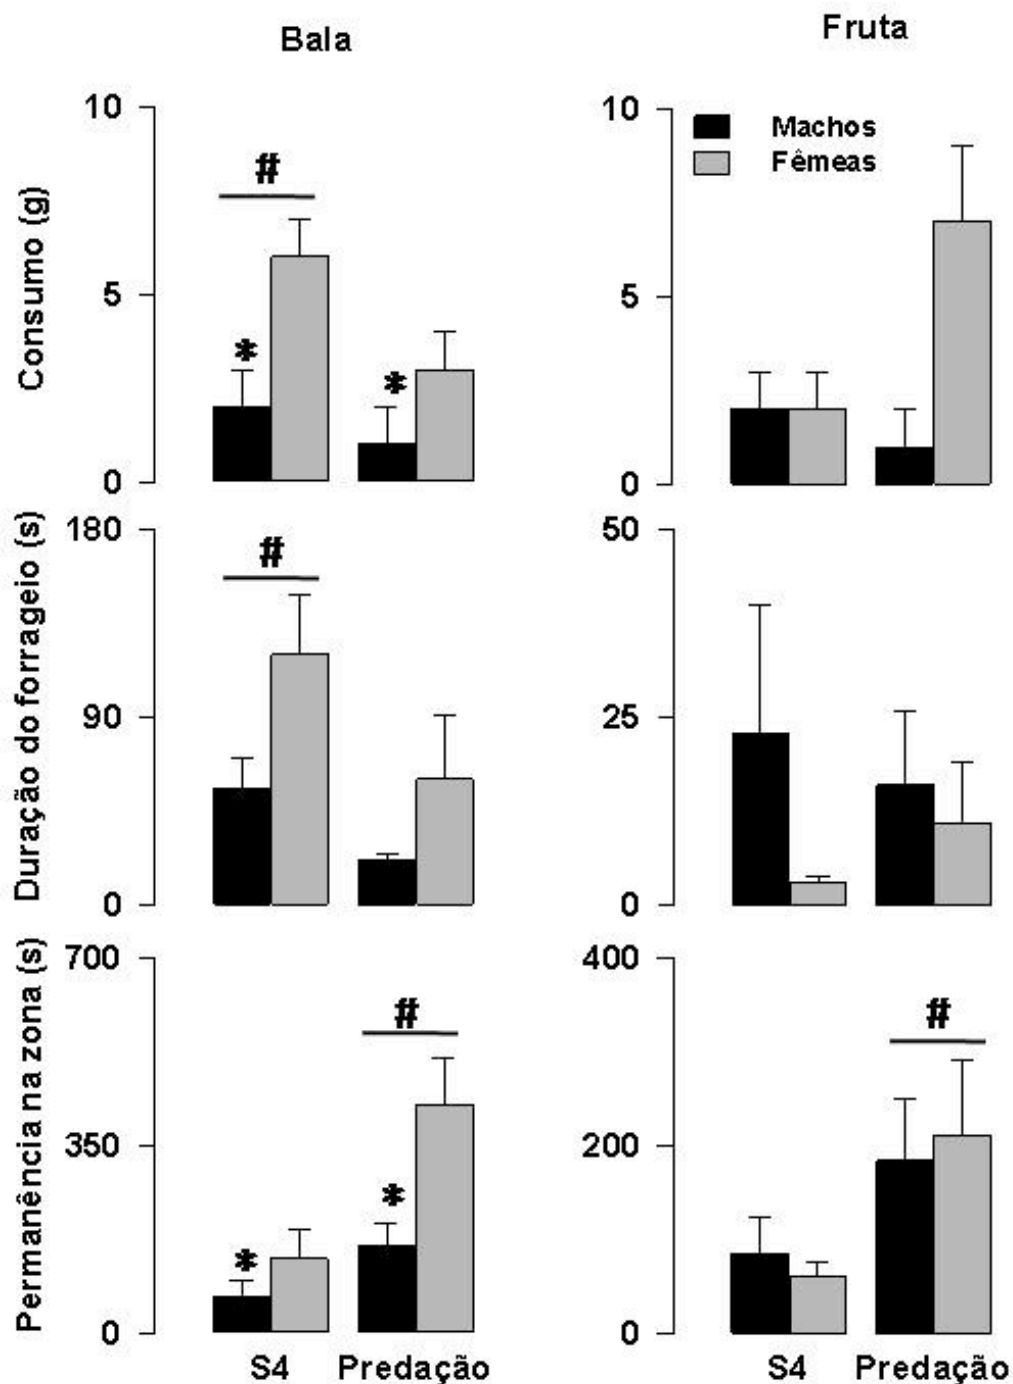 Bala
Fruta
Consumo (g)
10
5
0
#
*
*
10
5
0
Machos
Fêmeas
Duração do forrageio (s)
180
90
0
#
50
25
0
Permanência na zona (s)
700
350
0
*
#
*
400
200
0
#
S4 Predação
S4 Predação